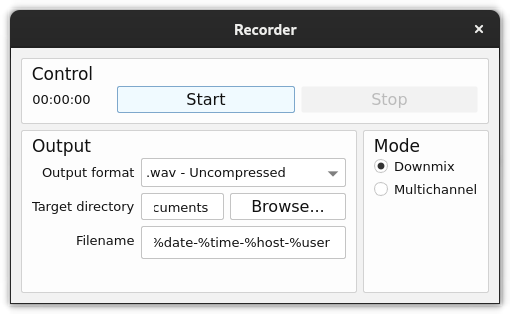 Recorder
Control
00:00:00 Start Stop
Output
Output format .wav - Uncompressed
Target directory cuments Browse...
Filename %date-%time-%host-%user
Mode
Downmix
Multichannel